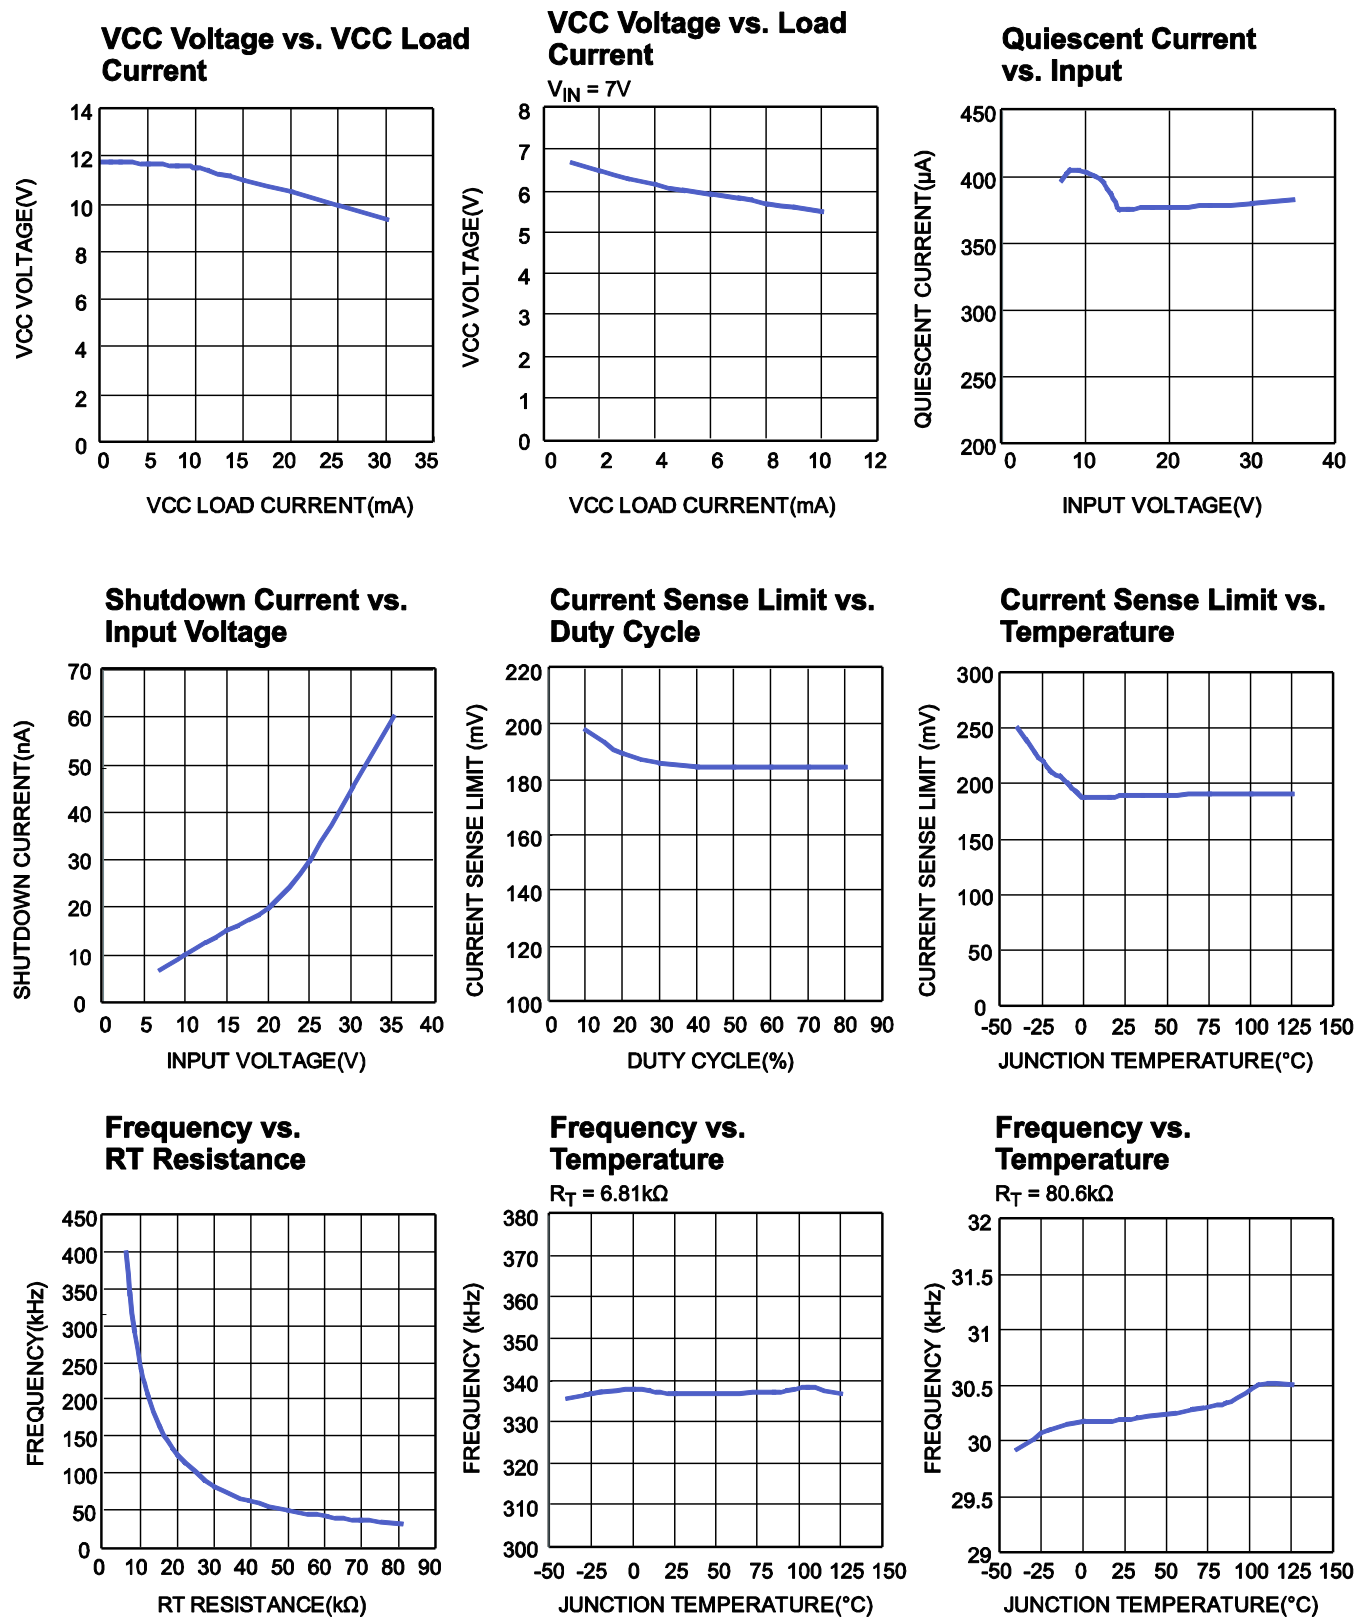 VCC Voltage vs. VCC Load
Current
14
12
10
8
6
4
2
0
0 5 10 15 20 25 30 35
VCC VOLTAGE(V)
VCC LOAD CURRENT(mA)
VCC Voltage vs. Load
Current
VIN = 7V
8
7
6
5
4
3
2
1
0
0 2 4 6 8 10 12
VCC VOLTAGE(V)
VCC LOAD CURRENT(mA)
Quiescent Current
vs. Input
450
400
350
300
250
200
0 10 20 30 40
QUIESCENT CURRENT(µA)
INPUT VOLTAGE(V)
Shutdown Current vs.
Input Voltage
70
60
50
40
30
20
10
0
0 5 10 15 20 25 30 35 40
SHUTDOWN CURRENT(nA)
INPUT VOLTAGE(V)
Current Sense Limit vs.
Duty Cycle
220
200
180
160
140
120
100
0 10 20 30 40 50 60 70 80 90
CURRENT SENSE LIMIT (mV)
DUTY CYCLE(%)
Current Sense Limit vs.
Temperature
300
250
200
150
100
50
0
-50 -25 0 25 50 75 100 125 150
CURRENT SENSE LIMIT (mV)
JUNCTION TEMPERATURE(°C)
Frequency vs.
RT Resistance
450
400
350
300
250
200
150
100
50
0
0 10 20 30 40 50 60 70 80 90
FREQUENCY(kHz)
RT RESISTANCE(kΩ)
Frequency vs.
Temperature
RT = 6.81kΩ
380
370
360
350
340
330
320
310
300
-50 -25 0 25 50 75 100 125 150
FREQUENCY (kHz)
JUNCTION TEMPERATURE(°C)
Frequency vs.
Temperature
RT = 80.6kΩ
32
31.5
31
30.5
30
29.5
29
-50 -25 0 25 50 75 100 125 150
FREQUENCY (kHz)
JUNCTION TEMPERATURE(°C)